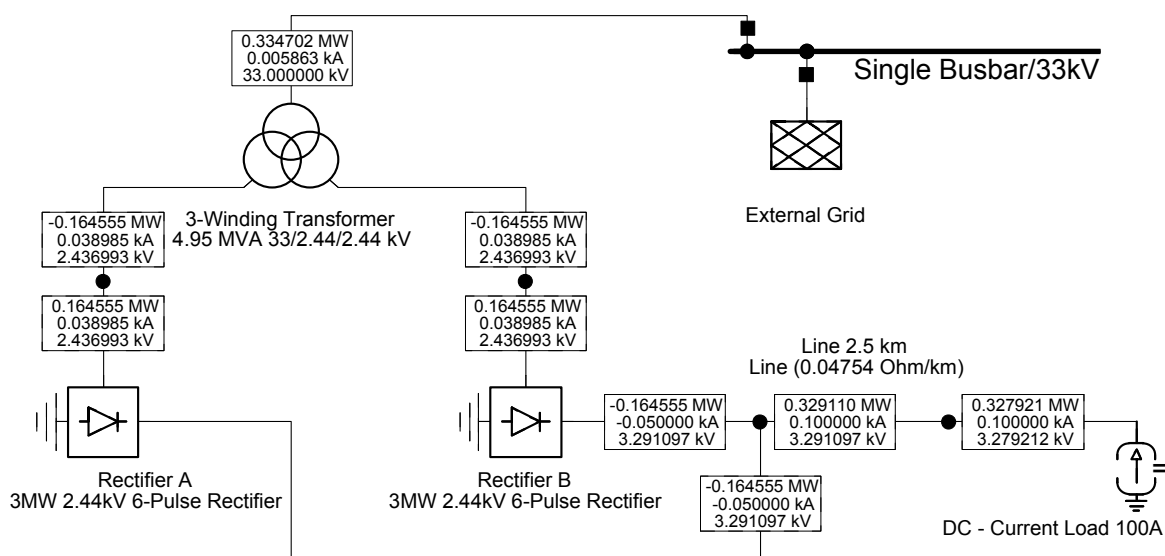 0.334702 MW
0.005863 kA
33.000000 kV
Single Busbar/33kV
External Grid
3-Winding Transformer
4.95 MVA 33/2.44/2.44 kV
-0.164555 MW
0.038985 kA
2.436993 kV
0.164555 MW
0.038985 kA
2.436993 kV
-0.164555 MW
0.038985 kA
2.436993 kV
0.164555 MW
0.038985 kA
2.436993 kV
Rectifier A
3MW 2.44kV 6-Pulse Rectifier
Rectifier B
3MW 2.44kV 6-Pulse Rectifier
Line 2.5 km
Line (0.04754 Ohm/km)
-0.164555 MW
-0.050000 kA
3.291097 kV
0.329110 MW
0.100000 kA
3.291097 kV
0.327921 MW
0.100000 kA
3.279212 kV
-0.164555 MW
-0.050000 kA
3.291097 kV
DC - Current Load 100A